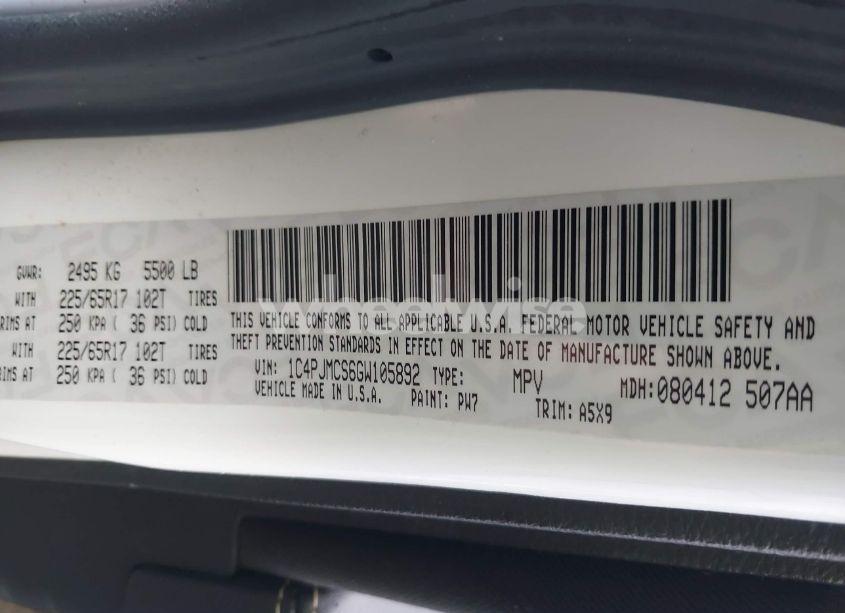 GVWR: 2495 KG 5500 LB
WITH 225/65R17 102T TIRES
RIMS AT 250 KPA ( 36 PSI) COLD
WITH 225/65R17 102T TIRES
RIMS AT 250 KPA ( 36 PSI) COLD
wheelwise
THIS VEHICLE CONFORMS TO ALL APPLICABLE U.S.A. FEDERAL MOTOR VEHICLE SAFETY AND
THEFT PREVENTION STANDARDS IN EFFECT ON THE DATE OF MANUFACTURE SHOWN ABOVE.
VIN: 1C4PJMCS6GW105892 TYPE: MPV MDH:080412 507AA
VEHICLE MADE IN U.S.A. PAINT: PW7 TRIM: A5X9